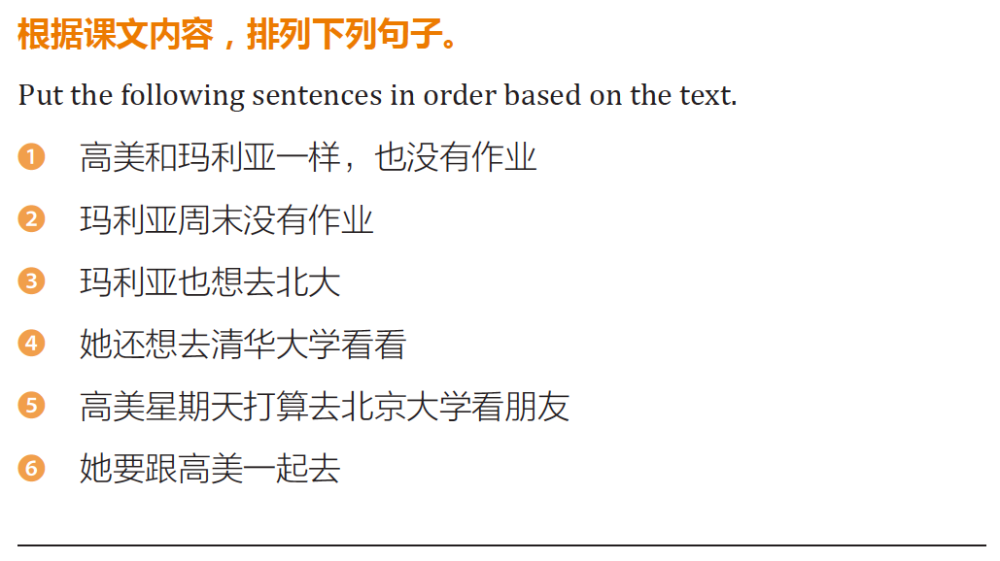 根据课文内容，排列下列句子。
Put the following sentences in order based on the text.
1 高美和玛利亚一样，也没有作业
2 玛利亚周末没有作业
3 玛利亚也想去北大
4 她还想去清华大学看看
5 高美星期天打算去北京大学看朋友
6 她要跟高美一起去